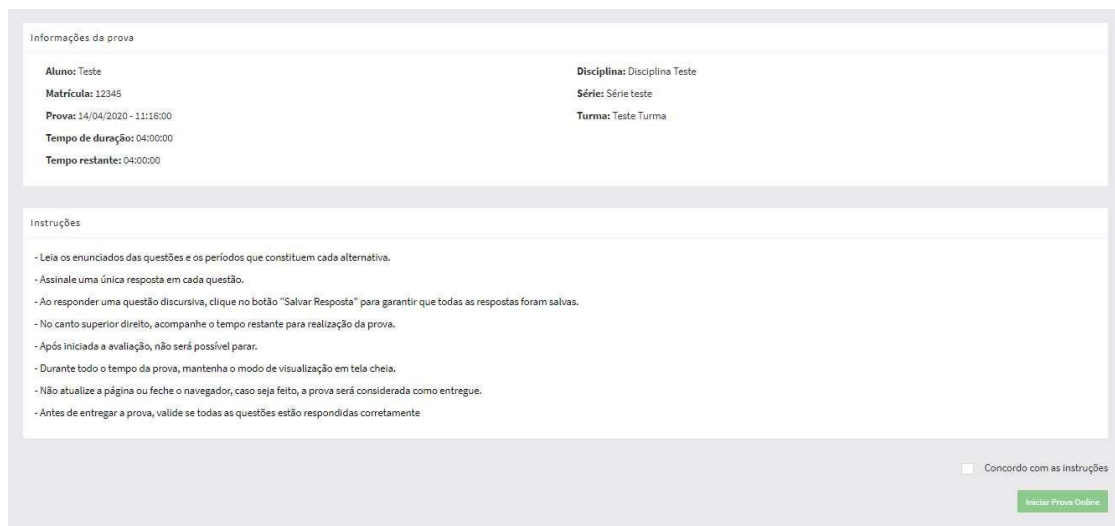 Informações da prova
Aluno: Teste
Matrícula: 12345
Prova: 14/04/2020 - 11:16:00
Tempo de duração: 04:00:00
Tempo restante: 04:00:00
Disciplina: Disciplina Teste
Série: Série teste
Turma: Teste Turma
Instruções
- Leia os enunciados das questões e os períodos que constituem cada alternativa.
- Assinale uma única resposta em cada questão.
- Ao responder uma questão discursiva, clique no botão "Salvar Resposta" para garantir que todas as respostas foram salvas.
- No canto superior direito, acompanhe o tempo restante para realização da prova.
- Após iniciada a avaliação, não será possível parar.
- Durante todo o tempo da prova, mantenha o modo de visualização em tela cheia.
- Não atualize a página ou feche o navegador, caso seja feito, a prova será considerada como entregue.
- Antes de entregar a prova, valide se todas as questões estão respondidas corretamente
Concordo com as instruções
Iniciar Prova Online